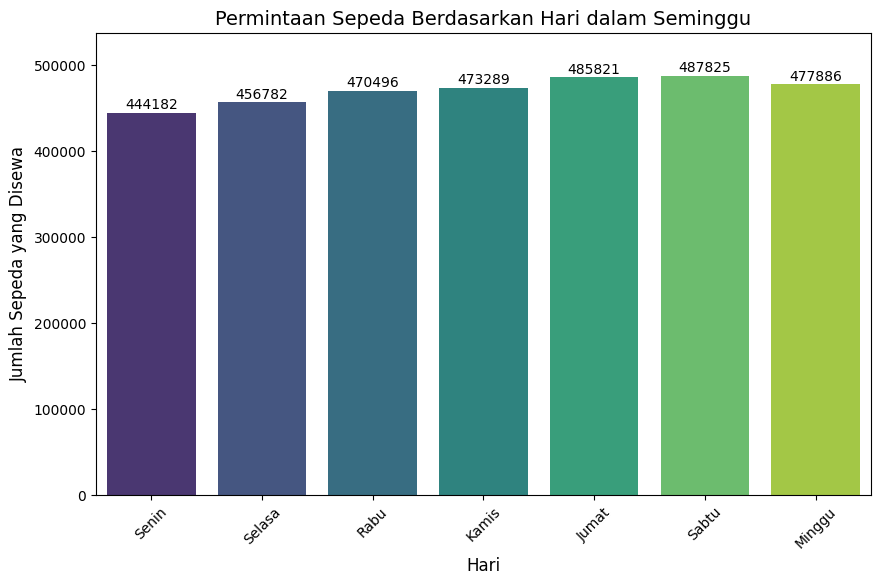 Permintaan Sepeda Berdasarkan Hari dalam Seminggu
Jumlah Sepeda yang Disewa
500000
400000
300000
200000
100000
0
444182
456782
470496
473289
485821
487825
477886
Senin
Selasa
Rabu
Kamis
Jumat
Sabtu
Minggu
Hari